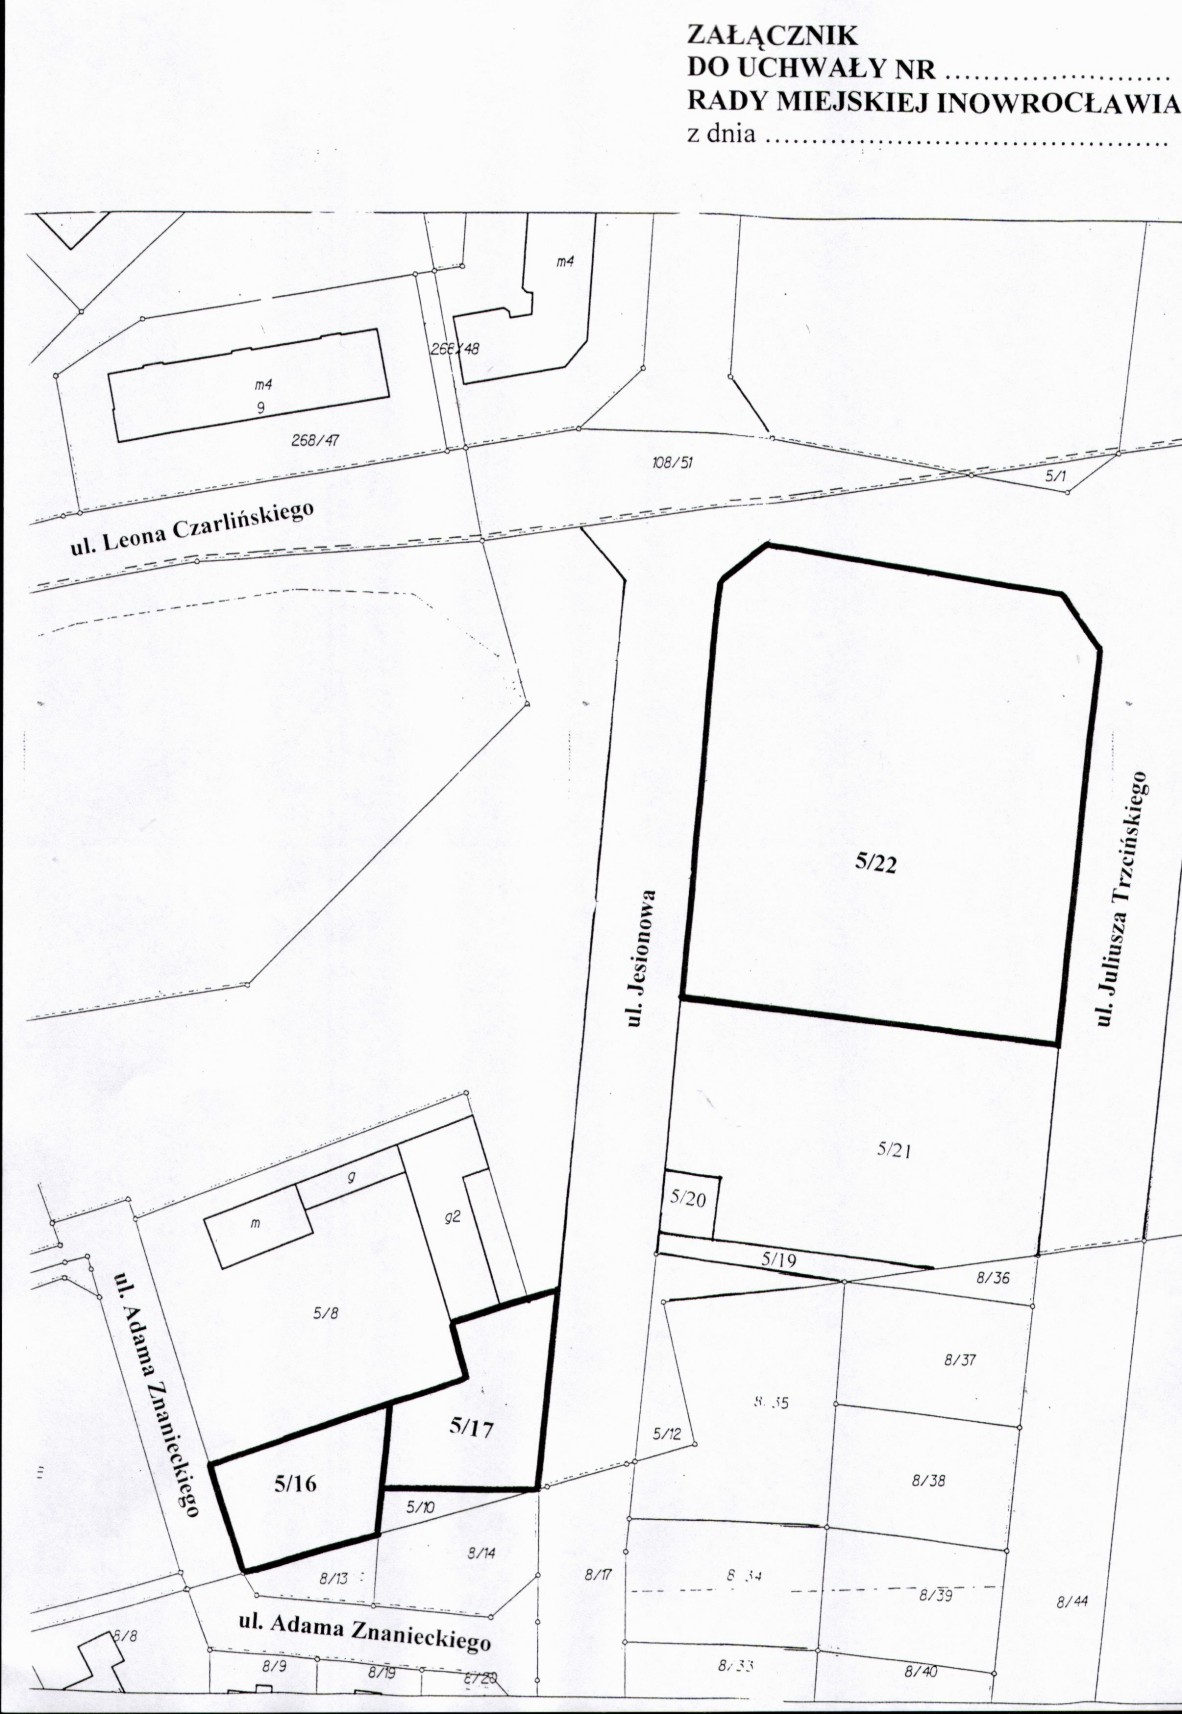 ZAŁĄCZNIK
DO UCHWAŁY NR ........................
RADY MIEJSKIEJ INOWROCŁAWIA
z dnia ...........................................
m4
268/48
m4
9
268/47
108/51
5/1
ul. Leona Czarlińskiego
5/22
ul. Jesionowa
ul. Juliusza Trzcińskiego
5/21
g
5/20
m
g2
5/19
8/36
ul. Adama Znanieckiego
5/8
8/37
5/17
5/12
5/16
8/38
5/10
8/14
8/13
8/17
8/39
8/44
ul. Adama Znanieckiego
8/8
8/9
8/19
8/20
8/33
8/40